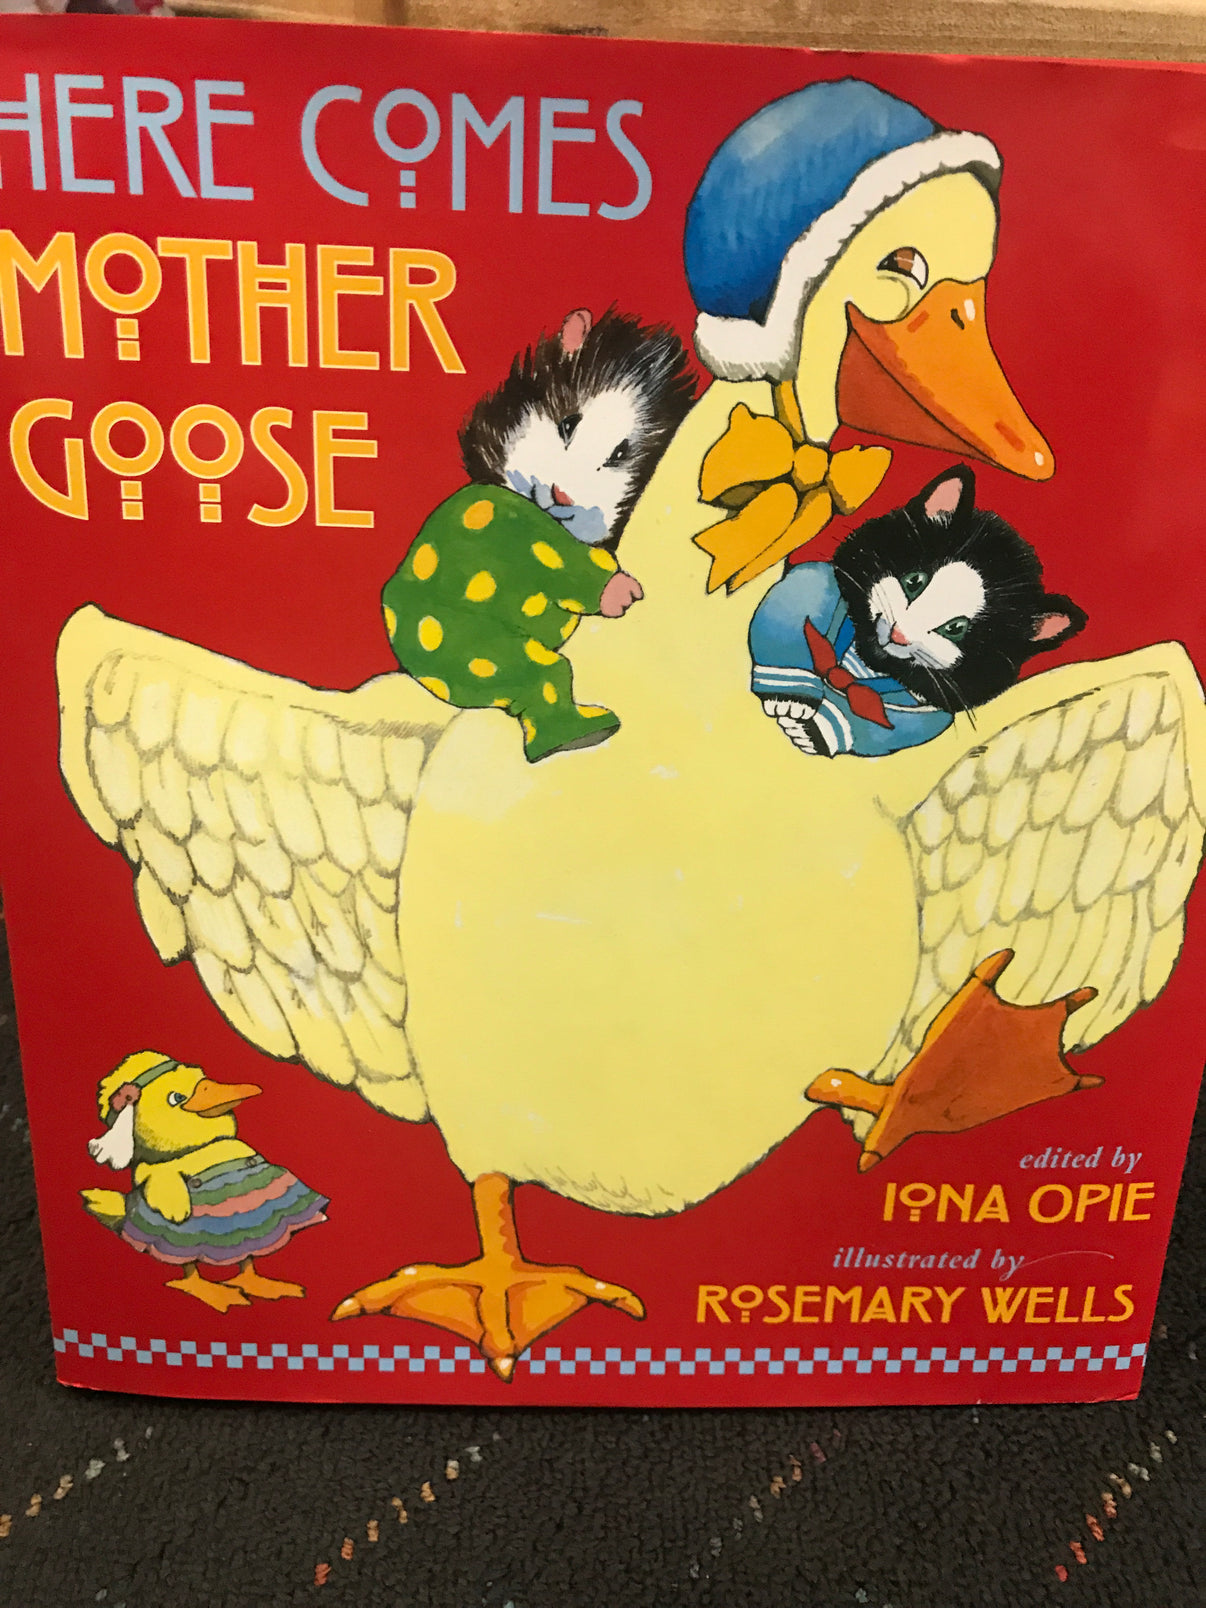 HERE COMES
MOTHER
GOOSE
edited by
IONA OPIE
illustrated by
ROSEMARY WELLS